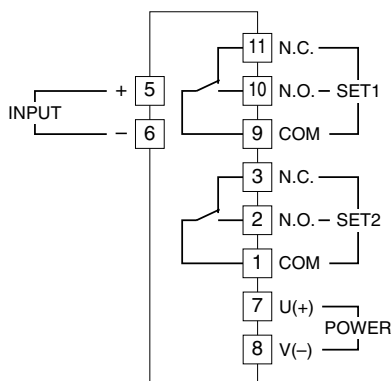 11 N.C.
10 N.O. SET1
9 COM
INPUT + 5
− 6
3 N.C.
2 N.O. SET2
1 COM
7 U(+)
POWER
8 V(−)